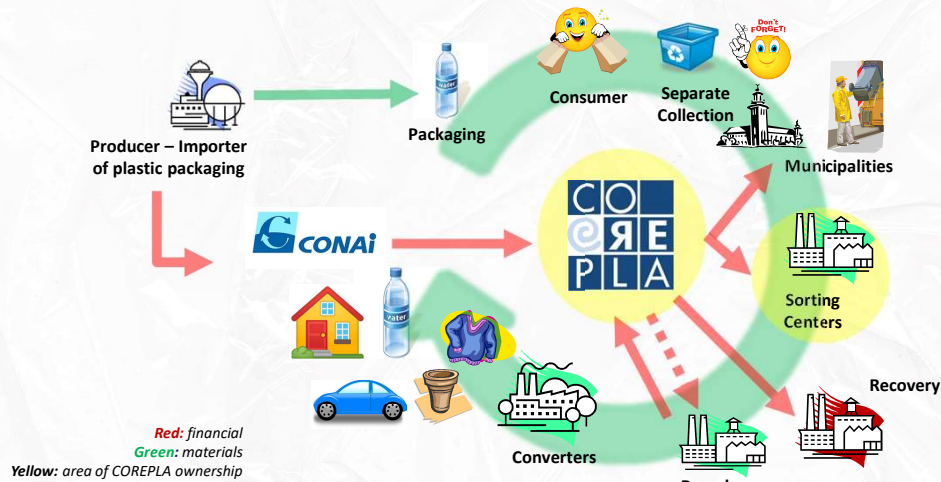 Don't
FORGET!
water
Consumer
Separate
Collection
Packaging
Producer – Importer
of plastic packaging
Municipalities
CONAI
CO
RE
PLA
Sorting
Centers
water
Recovery
Converters
Red: financial
Green: materials
Yellow: area of COREPLA ownership